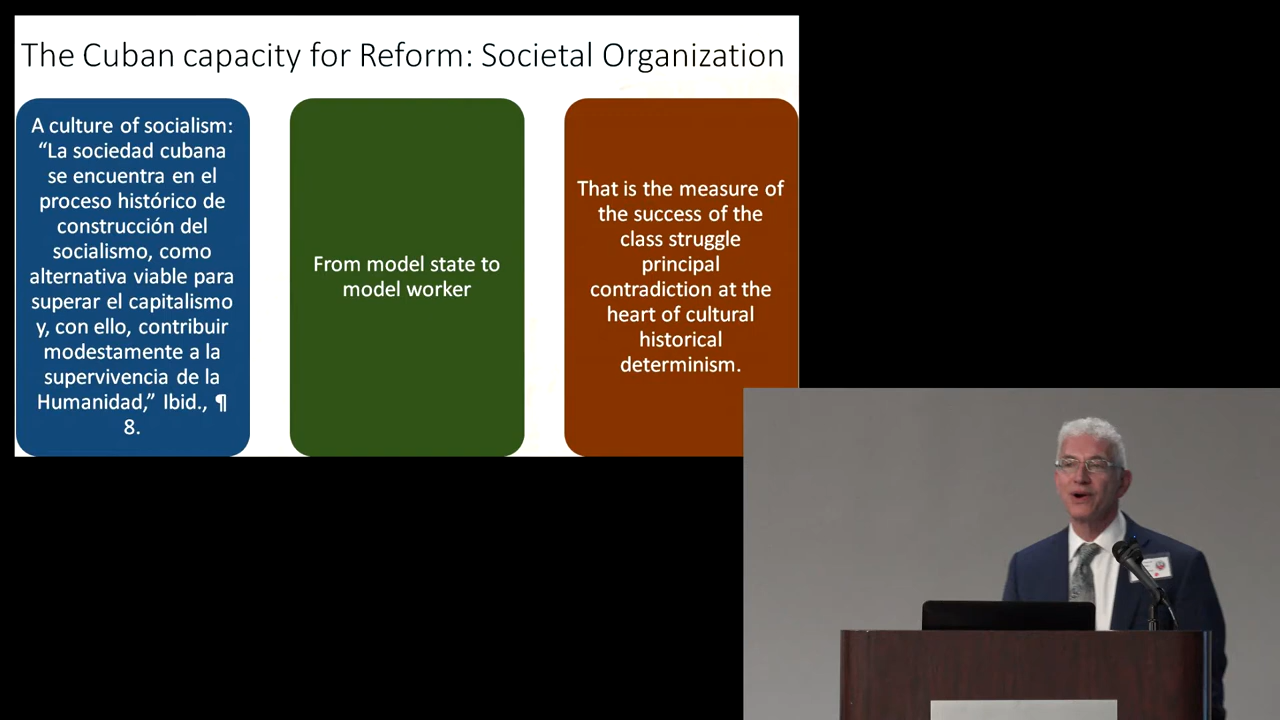 The Cuban capacity for Reform: Societal Organization
A culture of socialism:
“La sociedad cubana
se encuentra en el
proceso histórico de
construcción del
socialismo, como
alternativa viable para
superar el capitalismo
y, con ello, contribuir
modestamente a la
supervivencia de la
Humanidad,” Ibid., ¶
8.
From model state to
model worker
That is the measure of
the success of the
class struggle
principal
contradiction at the
heart of cultural
historical
determinism.